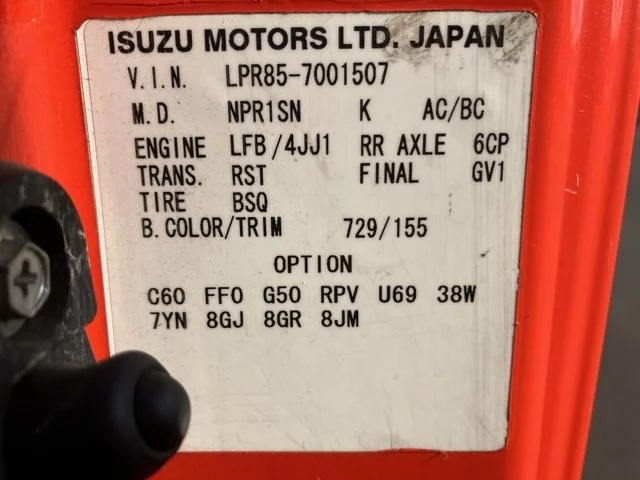 ISUZU MOTORS LTD. JAPAN
V.I.N. LPR85-7001507
M.D. NPR1SN K AC/BC
ENGINE LFB/4JJ1 RR AXLE 6CP
TRANS. RST FINAL GV1
TIRE BSQ
B.COLOR/TRIM 729/155
OPTION
C60 FF0 G50 RPV U69 38W
7YN 8GJ 8GR 8JM